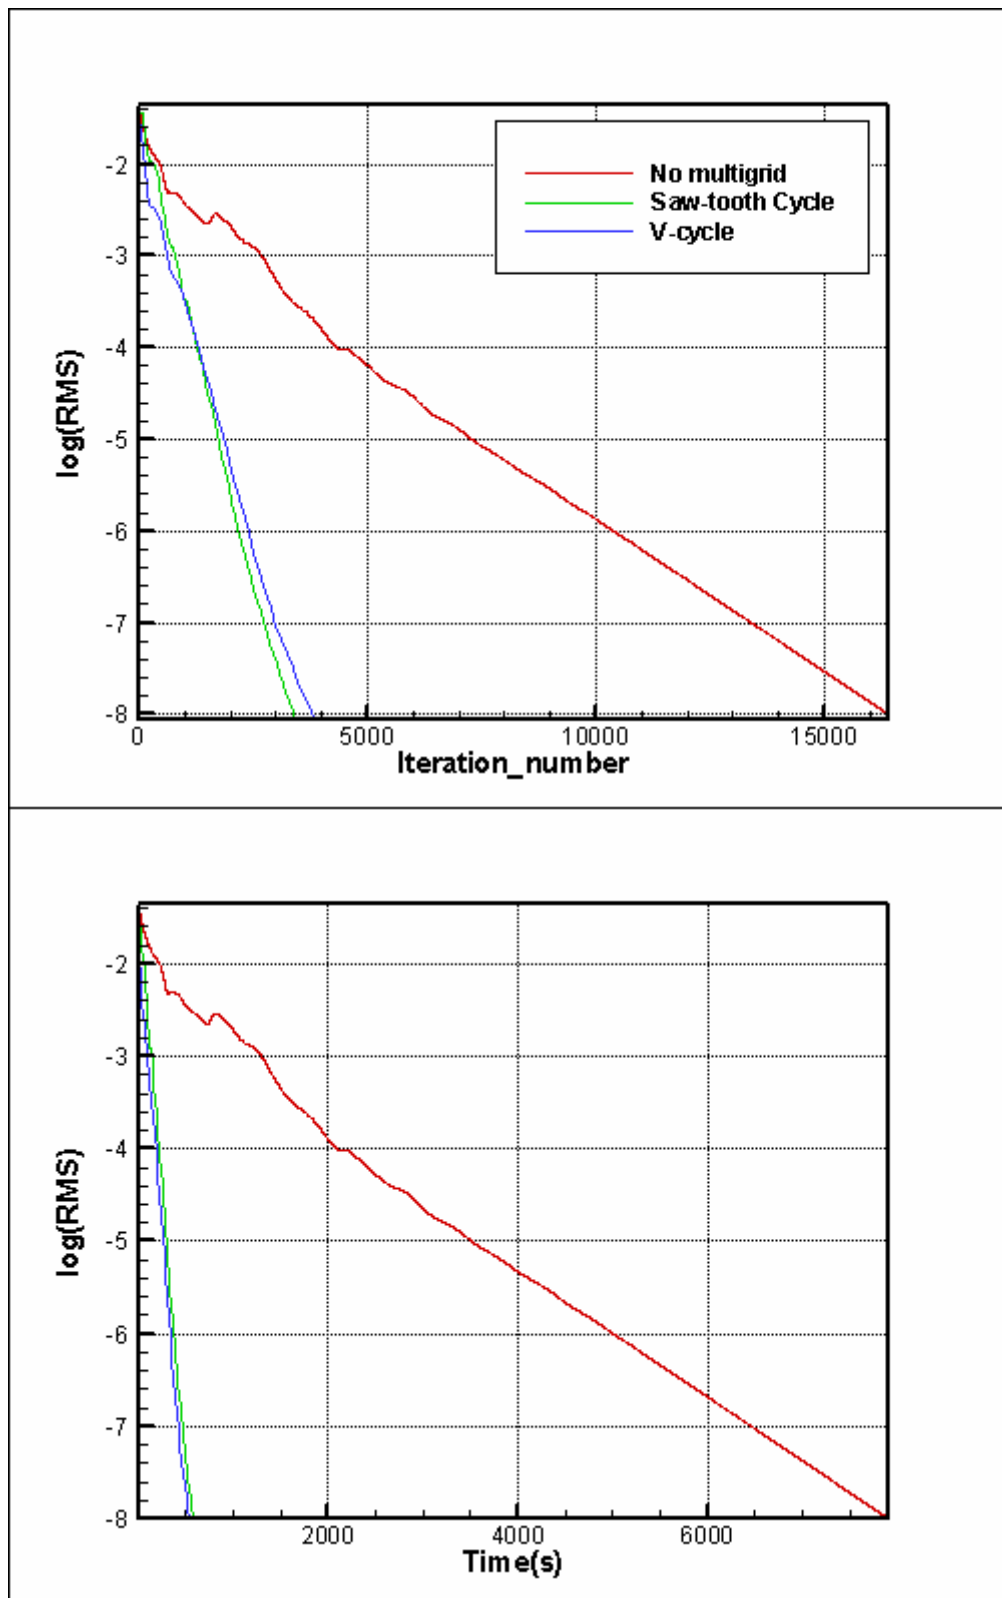 No multigrid
Saw-tooth Cycle
V-cycle
-2
-3
-4
-5
-6
-7
-8
log(RMS)
0 5000 10000 15000
Iteration_number
-2
-3
-4
-5
-6
-7
-8
log(RMS)
2000 4000 6000
Time(s)